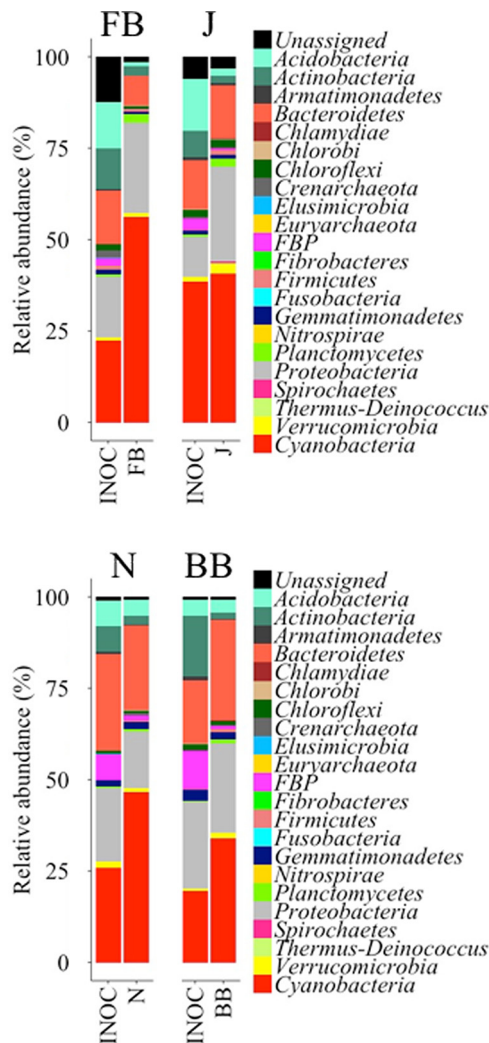 FB J
Relative abundance (%)
100
75
50
25
0
INOC
FB
INOC
J
Unassigned
Acidobacteria
Actinobacteria
Armatimonadetes
Bacteroidetes
Chlamydiae
Chlorobi
Chloroflexi
Crenarchaeota
Elusimicrobia
Euryarchaeota
FBP
Fibrobacteres
Firmicutes
Fusobacteria
Gemmatimonadetes
Nitrospirae
Planctomycetes
Proteobacteria
Spirochaetes
Thermus-Deinococcus
Verrucomicrobia
Cyanobacteria
N BB
Relative abundance (%)
100
75
50
25
0
INOC
N
INOC
BB
Unassigned
Acidobacteria
Actinobacteria
Armatimonadetes
Bacteroidetes
Chlamydiae
Chlorobi
Chloroflexi
Crenarchaeota
Elusimicrobia
Euryarchaeota
FBP
Fibrobacteres
Firmicutes
Fusobacteria
Gemmatimonadetes
Nitrospirae
Planctomycetes
Proteobacteria
Spirochaetes
Thermus-Deinococcus
Verrucomicrobia
Cyanobacteria